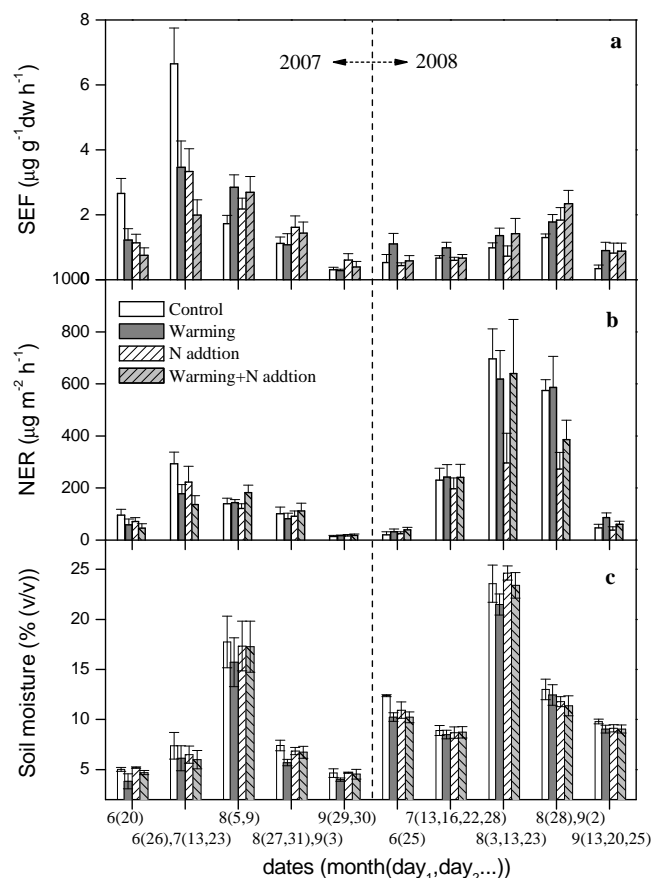 8
a
2007
2008
6
4
2
0
SEF (μg g⁻¹dw h⁻¹)
1000
Control
Warming
N addtion
Warming+N addtion
b
800
600
400
200
0
NER (μg m⁻² h⁻¹)
c
25
20
15
10
5
Soil moisture (% (v/v))
6(20)
8(5,9)
9(29,30)
7(13,16,22,28)
8(28),9(2)
6(26),7(13,23)
8(27,31),9(3)
6(25)
8(3,13,23)
9(13,20,25)
dates (month(day₁,day₂...))